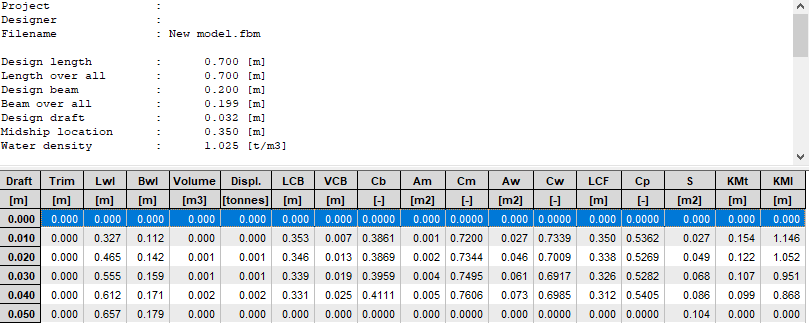 Project :
Designer :
Filename : New model.fbm
Design length : 0.700 [m]
Length over all : 0.700 [m]
Design beam : 0.200 [m]
Beam over all : 0.199 [m]
Design draft : 0.032 [m]
Midship location : 0.350 [m]
Water density : 1.025 [t/m3]
Draft Trim Lwl Bwl Volume Displ. LCB VCB Cb Am Cm Aw Cw LCF Cp S KMt KMl
[m] [m] [m] [m] [m3] [tonnes] [m] [m] [-] [m2] [-] [m2] [-] [m] [-] [m2] [m] [m]
0.000 0.000 0.000 0.000 0.000 0.000 0.000 0.000 0.0000 0.000 0.0000 0.000 0.0000 0.000 0.0000 0.000 0.000 0.000
0.010 0.000 0.327 0.112 0.000 0.000 0.353 0.007 0.3861 0.001 0.7200 0.027 0.7339 0.350 0.5362 0.027 0.154 1.146
0.020 0.000 0.465 0.142 0.001 0.001 0.346 0.013 0.3869 0.002 0.7344 0.046 0.7009 0.338 0.5269 0.049 0.122 1.052
0.030 0.000 0.555 0.159 0.001 0.001 0.339 0.019 0.3959 0.004 0.7495 0.061 0.6917 0.326 0.5282 0.068 0.107 0.951
0.040 0.000 0.612 0.171 0.002 0.002 0.331 0.025 0.4111 0.005 0.7606 0.073 0.6985 0.312 0.5405 0.086 0.099 0.868
0.050 0.000 0.657 0.179 0.000 0.000 0.000 0.000 0.0000 0.000 0.0000 0.000 0.0000 0.000 0.0000 0.104 0.000 0.000